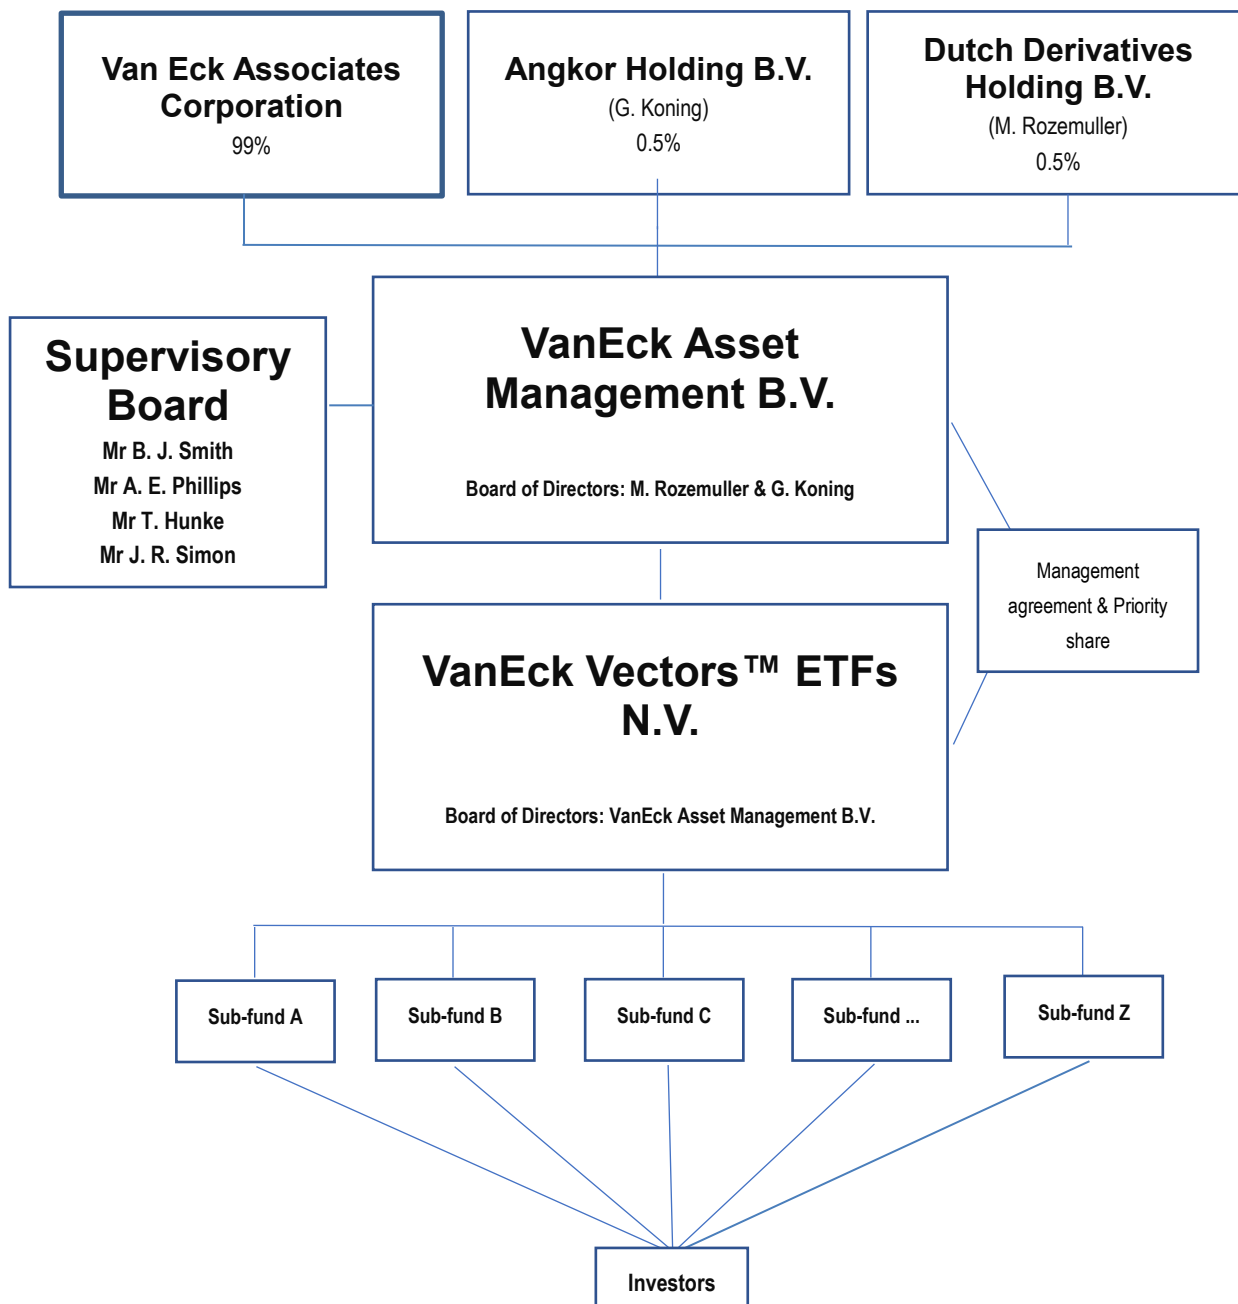 Van Eck Associates
Corporation
99%
Angkor Holding B.V.
(G. Koning)
0.5%
Dutch Derivatives
Holding B.V.
(M. Rozemuller)
0.5%
VanEck Asset
Management B.V.
Board of Directors: M. Rozemuller & G. Koning
Supervisory
Board
Mr B. J. Smith
Mr A. E. Phillips
Mr T. Hunke
Mr J. R. Simon
Management
agreement & Priority
share
VanEck Vectors™ ETFs
N.V.
Board of Directors: VanEck Asset Management B.V.
Sub-fund A
Sub-fund B
Sub-fund C
Sub-fund ...
Sub-fund Z
Investors